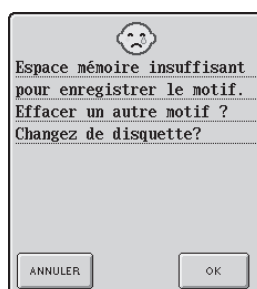 Espace mémoire insuffisant
pour enregistrer le motif.
Effacer un autre motif ?
Changez de disquette?
ANNULER OK